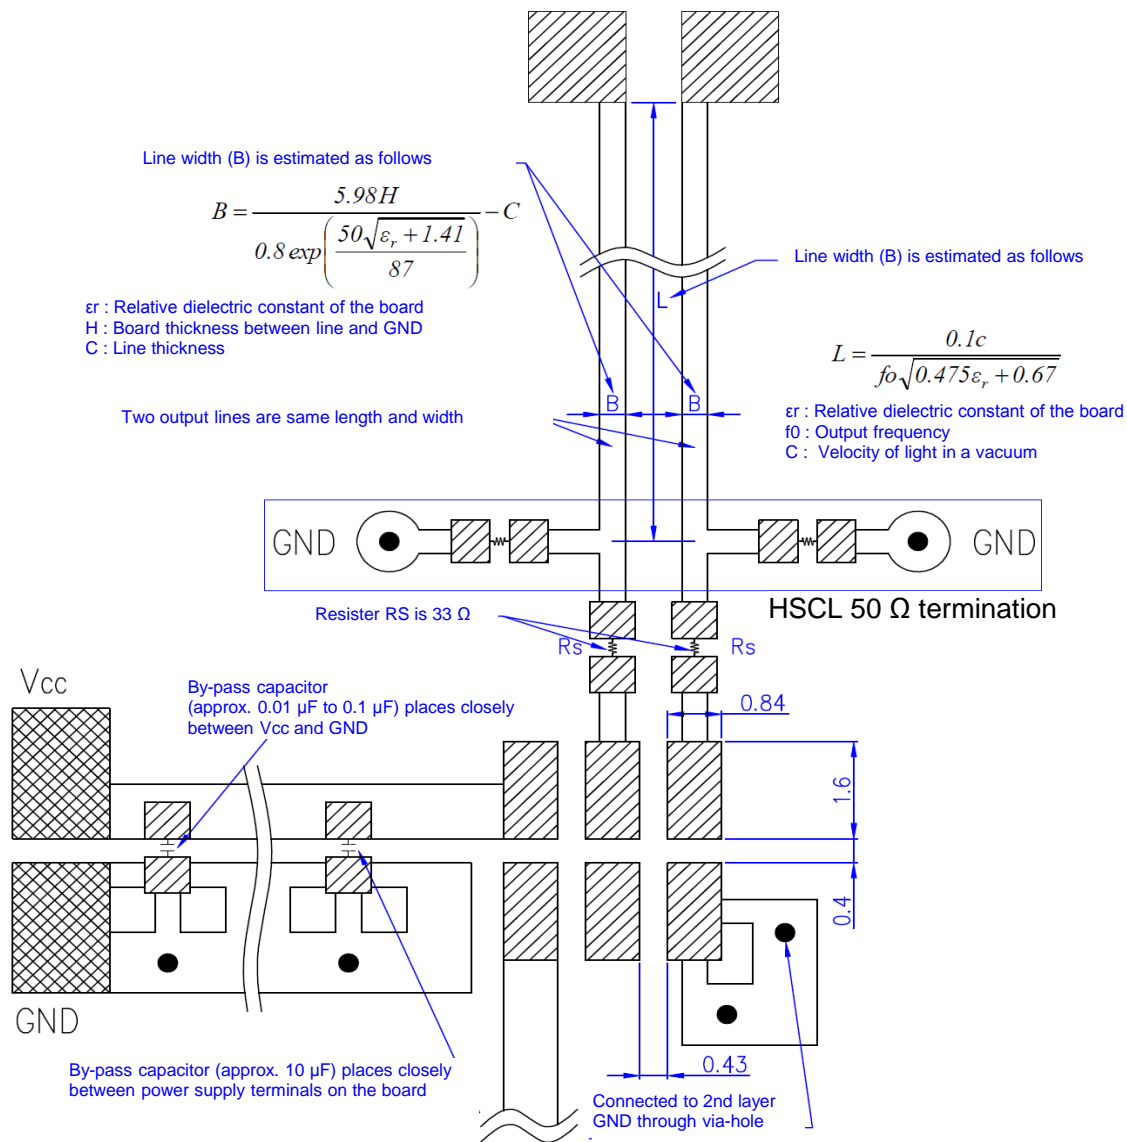 Line width (B) is estimated as follows
B = 5.98H / 0.8 exp(50√(εr + 1.41) / 87) − C
εr : Relative dielectric constant of the board
H : Board thickness between line and GND
C : Line thickness
Line width (B) is estimated as follows
L
L = 0.1c / fo√(0.475εr + 0.67)
εr : Relative dielectric constant of the board
f0 : Output frequency
C : Velocity of light in a vacuum
Two output lines are same length and width
B
B
GND
GND
HSCL 50 Ω termination
Resister RS is 33 Ω
Rs
Rs
Vcc
By-pass capacitor
(approx. 0.01 µF to 0.1 µF) places closely
between Vcc and GND
0.84
1.6
0.4
GND
By-pass capacitor (approx. 10 µF) places closely
between power supply terminals on the board
0.43
Connected to 2nd layer
GND through via-hole